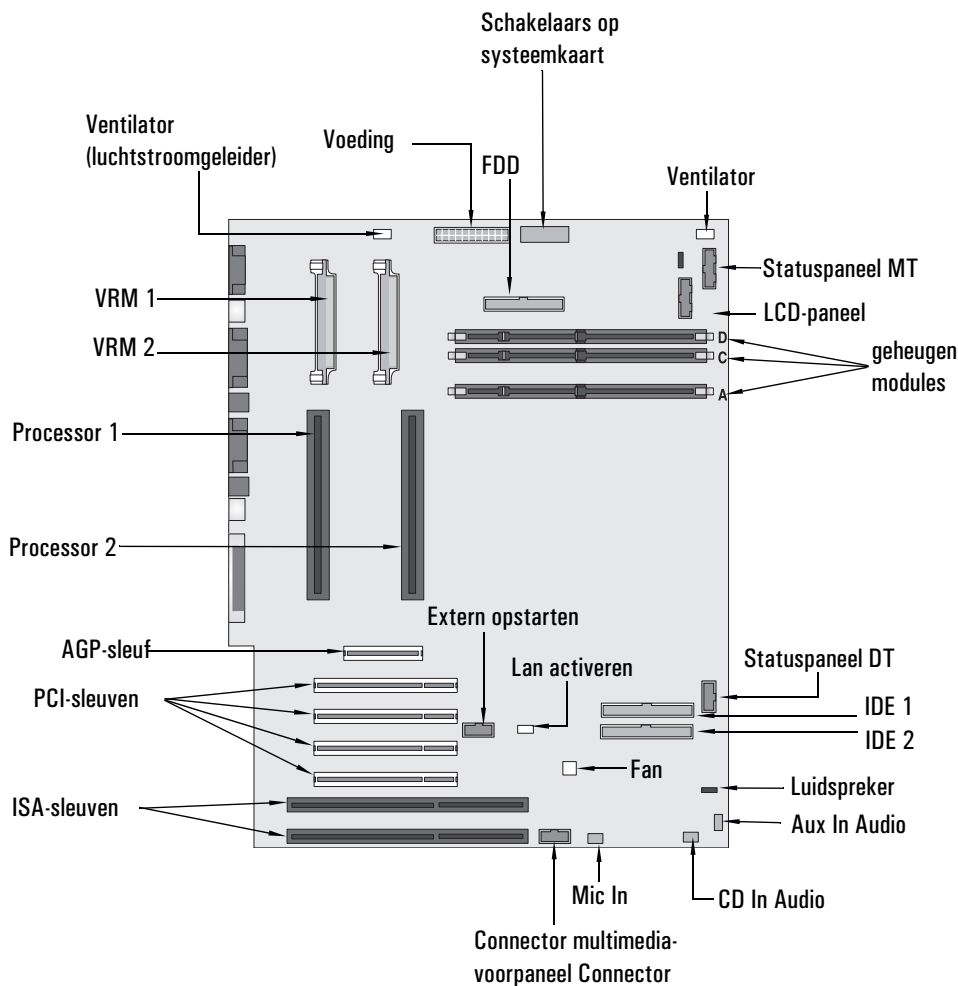 Schakelaars op
systeemkaart
Ventilator
(luchtstroomgeleider)
Voeding
FDD
Ventilator
Statuspaneel MT
VRM 1
LCD-paneel
VRM 2
D
C
geheugen
modules
A
Processor 1
Processor 2
Extern opstarten
AGP-sleuf
Lan activeren
Statuspaneel DT
PCI-sleuven
IDE 1
IDE 2
Fan
Luidspreker
ISA-sleuven
Aux In Audio
Mic In
CD In Audio
Connector multimedia-
voorpaneel Connector